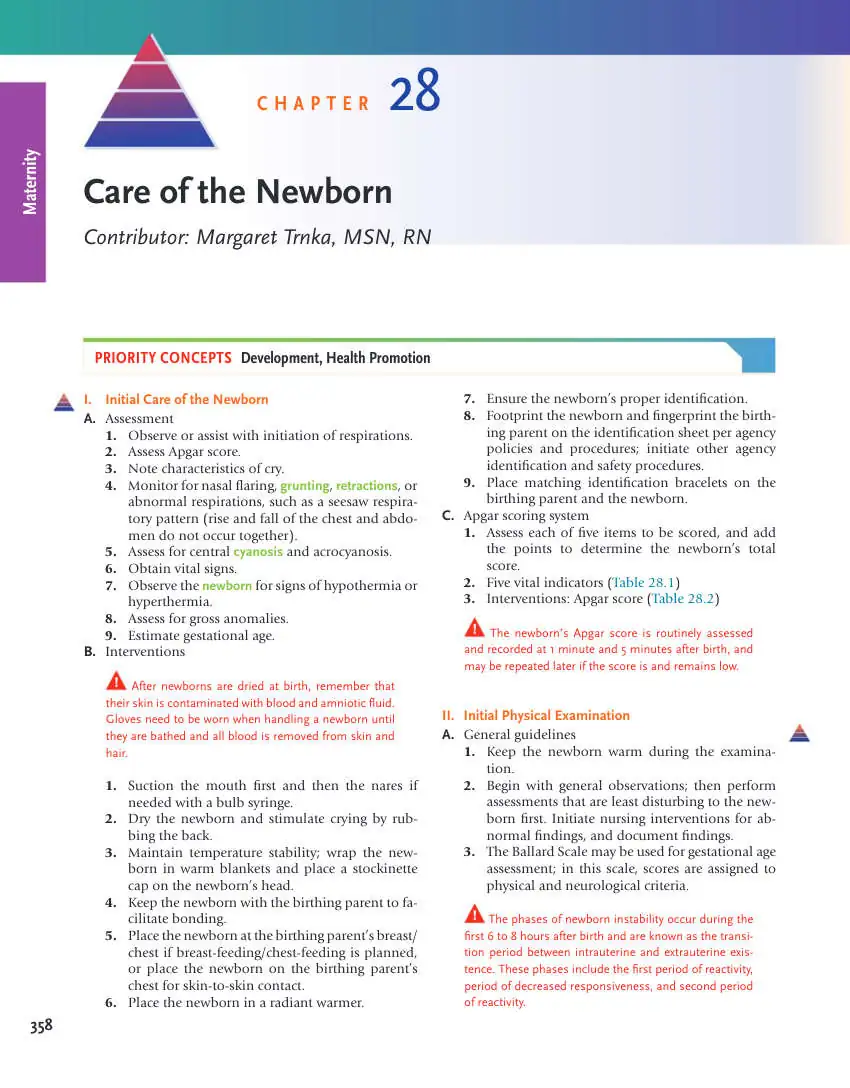 CHAPTER 28
Maternity
Care of the Newborn
Contributor: Margaret Trnka, MSN, RN
PRIORITY CONCEPTS Development, Health Promotion
I. Initial Care of the Newborn
A. Assessment
1. Observe or assist with initiation of respirations.
2. Assess Apgar score.
3. Note characteristics of cry.
4. Monitor for nasal flaring, grunting, retractions, or
abnormal respirations, such as a seesaw respira-
tory pattern (rise and fall of the chest and abdo-
men do not occur together).
5. Assess for central cyanosis and acrocyanosis.
6. Obtain vital signs.
7. Observe the newborn for signs of hypothermia or
hyperthermia.
8. Assess for gross anomalies.
9. Estimate gestational age.
B. Interventions
After newborns are dried at birth, remember that
their skin is contaminated with blood and amniotic fluid.
Gloves need to be worn when handling a newborn until
they are bathed and all blood is removed from skin and
hair.
1. Suction the mouth first and then the nares if
needed with a bulb syringe.
2. Dry the newborn and stimulate crying by rub-
bing the back.
3. Maintain temperature stability; wrap the new-
born in warm blankets and place a stockinette
cap on the newborn's head.
4. Keep the newborn with the birthing parent to fa-
cilitate bonding.
5. Place the newborn at the birthing parent's breast/
chest if breast-feeding/chest-feeding is planned,
or place the newborn on the birthing parent's
chest for skin-to-skin contact.
6. Place the newborn in a radiant warmer.
7. Ensure the newborn's proper identification.
8. Footprint the newborn and fingerprint the birth-
ing parent on the identification sheet per agency
policies and procedures; initiate other agency
identification and safety procedures.
9. Place matching identification bracelets on the
birthing parent and the newborn.
C. Apgar scoring system
1. Assess each of five items to be scored, and add
the points to determine the newborn's total
score.
2. Five vital indicators (Table 28.1)
3. Interventions: Apgar score (Table 28.2)
The newborn's Apgar score is routinely assessed
and recorded at 1 minute and 5 minutes after birth, and
may be repeated later if the score is and remains low.
II. Initial Physical Examination
A. General guidelines
1. Keep the newborn warm during the examina-
tion.
2. Begin with general observations; then perform
assessments that are least disturbing to the new-
born first. Initiate nursing interventions for ab-
normal findings, and document findings.
3. The Ballard Scale may be used for gestational age
assessment; in this scale, scores are assigned to
physical and neurological criteria.
The phases of newborn instability occur during the
first 6 to 8 hours after birth and are known as the transi-
tion period between intrauterine and extrauterine exis-
tence. These phases include the first period of reactivity,
period of decreased responsiveness, and second period
of reactivity.
358